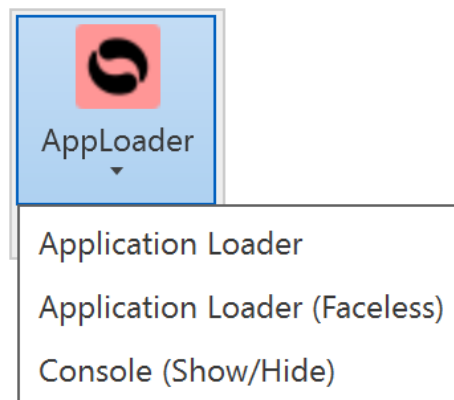 AppLoader
Application Loader
Application Loader (Faceless)
Console (Show/Hide)